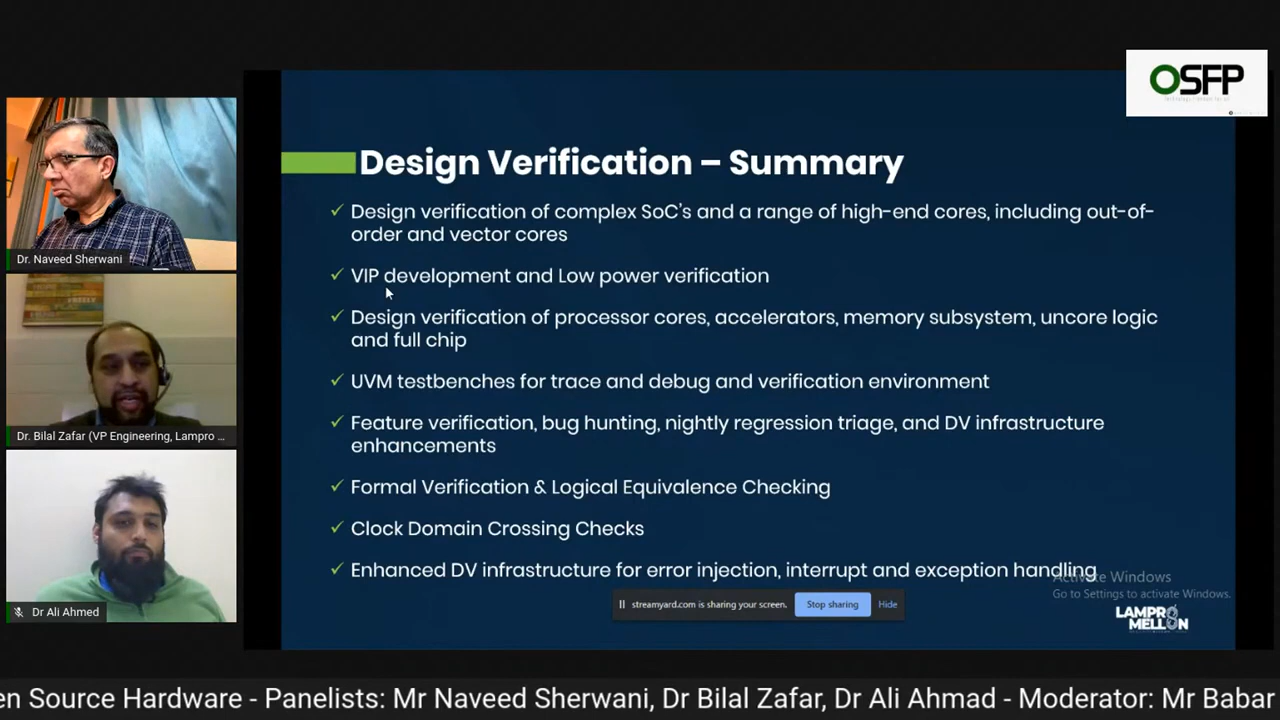 OSFP
Design Verification – Summary
✓ Design verification of complex SoC's and a range of high-end cores, including out-of-
order and vector cores
✓ VIP development and Low power verification
✓ Design verification of processor cores, accelerators, memory subsystem, uncore logic
and full chip
✓ UVM testbenches for trace and debug and verification environment
✓ Feature verification, bug hunting, nightly regression triage, and DV infrastructure
enhancements
✓ Formal Verification & Logical Equivalence Checking
✓ Clock Domain Crossing Checks
✓ Enhanced DV infrastructure for error injection, interrupt and exception handling
Activate Windows
Go to Settings to activate Windows.
streamyard.com is sharing your screen. Stop sharing Hide
LAMPRO
MELLON
Dr. Naveed Sherwani
Dr. Bilal Zafar (VP Engineering, Lampro ...
Dr Ali Ahmed
en Source Hardware - Panelists: Mr Naveed Sherwani, Dr Bilal Zafar, Dr Ali Ahmad - Moderator: Mr Babar